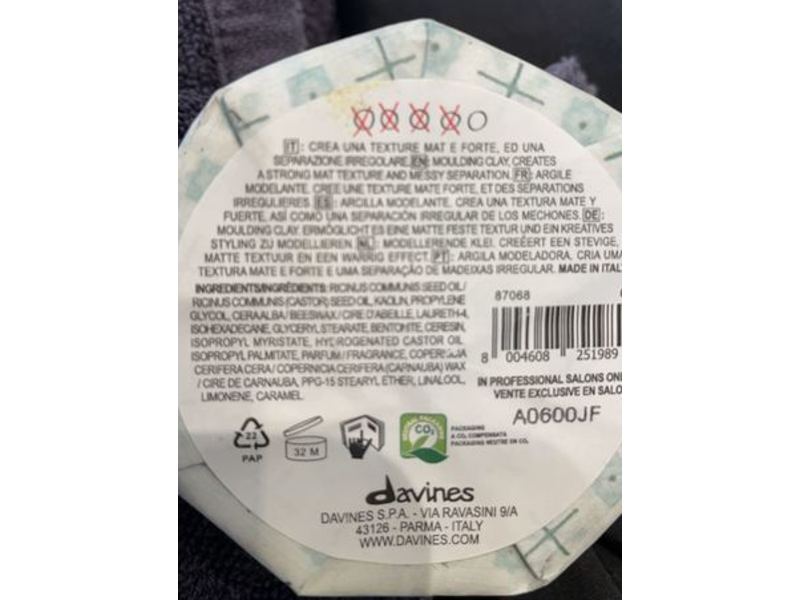 IT: CREA UNA TEXTURE MAT E FORTE, ED UNA
SEPARAZIONE IRREGOLARE. EN: MOULDING CLAY, CREATES
A STRONG MAT TEXTURE AND MESSY SEPARATION. FR: ARGILE
MODELANTE. CRÉE UNE TEXTURE MATE FORTE, ET DES SEPARATIONS
IRREGULIERES. ES: ARCILLA MODELANTE. CREA UNA TEXTURA MATE Y
FUERTE, ASÍ COMO UNA SEPARACIÓN IRREGULAR DE LOS MECHONES. DE:
MOULDING CLAY. ERMÖGLICHT ES EINE MATTE FESTE TEXTUR UND EIN KREATIVES
STYLING ZU MODELLIEREN. NL: MODELLERENDE KLEI. CREËERT EEN STEVIGE,
MATTE TEXTUUR EN EEN WARRIG EFFECT. PT: ARGILA MODELADORA. CRIA UMA
TEXTURA MATE E FORTE E UMA SEPARAÇÃO DE MADEIXAS IRREGULAR. MADE IN ITALY
INGREDIENTS/INGRÉDIENTS: RICINUS COMMUNIS SEED OIL/
RICINUS COMMUNIS (CASTOR) SEED OIL, KAOLIN, PROPYLENE
GLYCOL, CERA ALBA / BEESWAX / CIRE D'ABEILLE, LAURETH-4,
ISOHEXADECANE, GLYCERYL STEARATE, BENTONITE, CERESIN,
ISOPROPYL MYRISTATE, HYDROGENATED CASTOR OIL
ISOPROPYL PALMITATE, PARFUM / FRAGRANCE, COPERNICIA
CERIFERA CERA / COPERNICIA CERIFERA (CARNAUBA) WAX
/ CIRE DE CARNAUBA, PPG-15 STEARYL ETHER, LINALOOL,
LIMONENE, CARAMEL.
87068
8 004608 251989
IN PROFESSIONAL SALONS ONL
VENTE EXCLUSIVE EN SALO
A0600JF
22
PAP
32 M
CO₂
PACKAGING
A CO₂ COMPENSATA
PACKAGING NEUTRE EN CO₂
davines
DAVINES S.P.A. - VIA RAVASINI 9/A
43126 - PARMA - ITALY
WWW.DAVINES.COM